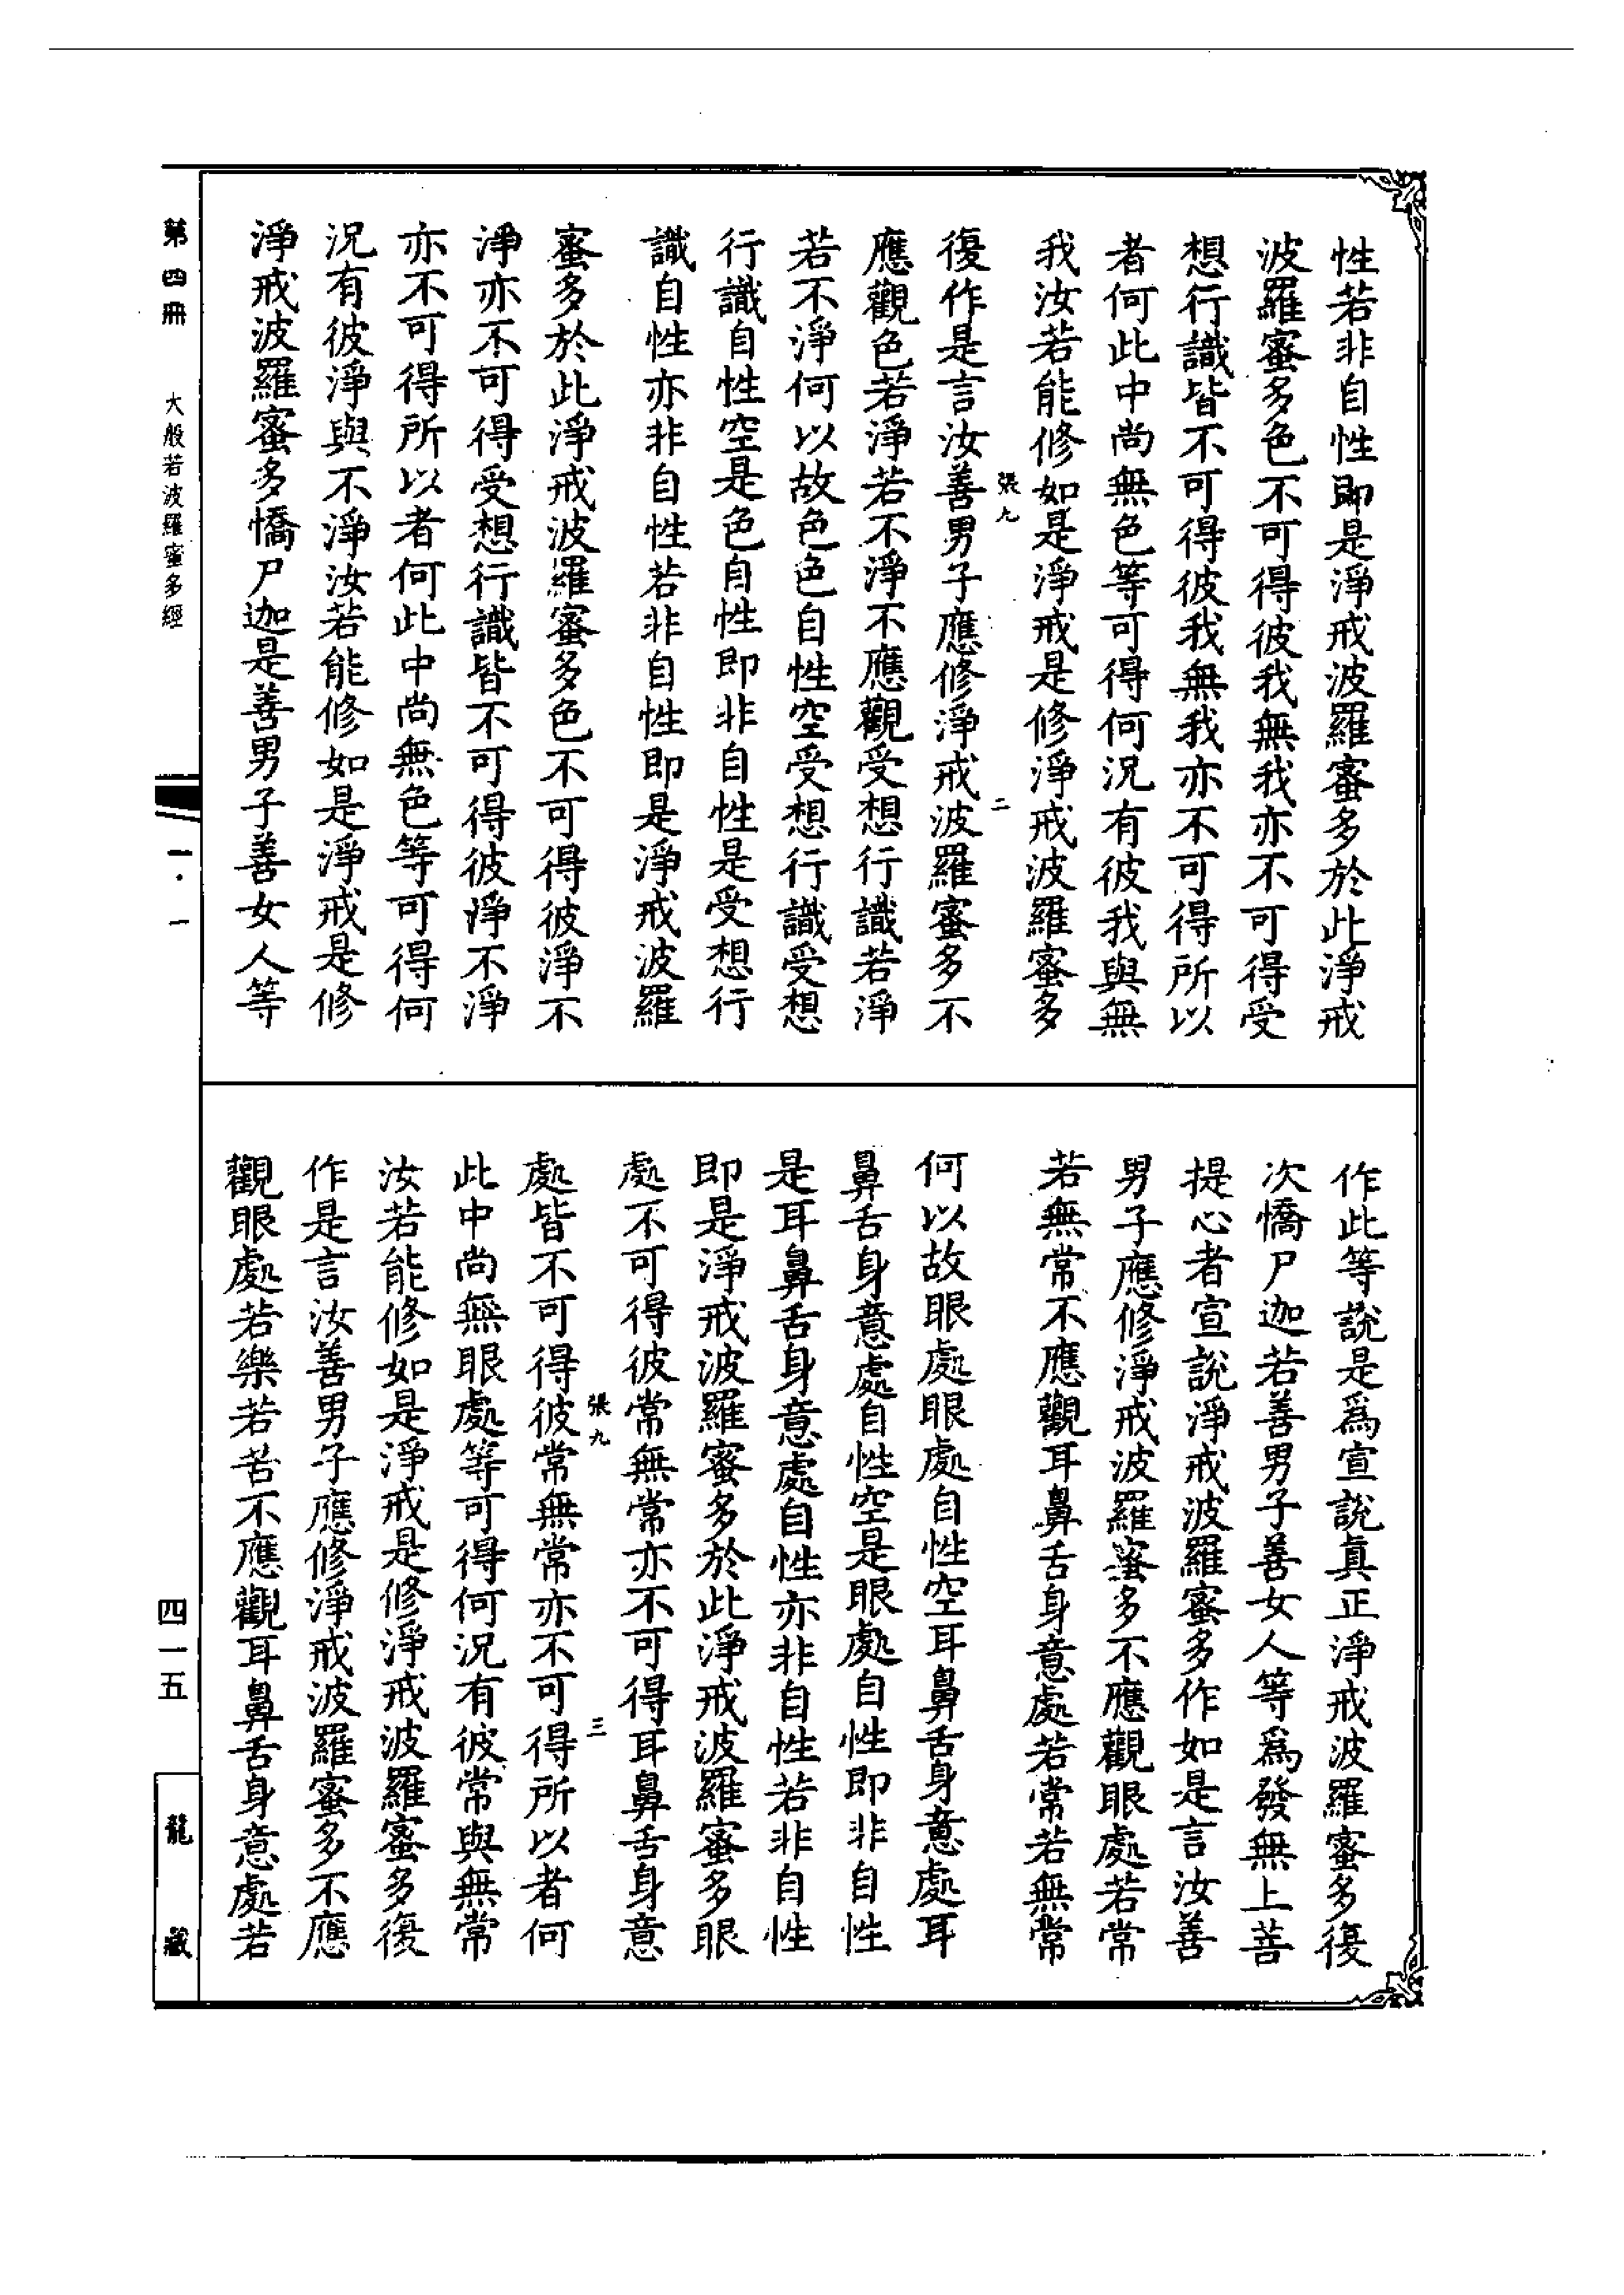 性若非自性即是淨戒波羅蜜多於此淨戒
波羅蜜多色不可得彼我無我亦不可得受
想行識皆不可得彼我無我亦不可得所以
者何此中尚無色等可得何況有彼我與無
我汝若能修如是淨戒是修淨戒波羅蜜多
張九 二
復作是言汝善男子應修淨戒波羅蜜多不
應觀色若淨若不淨不應觀受想行識若淨
若不淨何以故色色自性空受想行識受想
行識自性空是色自性即非自性是受想行
識自性亦非自性若非自性即是淨戒波羅
蜜多於此淨戒波羅蜜多色不可得彼淨不
淨亦不可得受想行識皆不可得彼淨不淨
亦不可得所以者何此中尚無色等可得何
況有彼淨與不淨汝若能修如是淨戒是修
淨戒波羅蜜多憍尸迦是善男子善女人等
作此等說是爲宣說真正淨戒波羅蜜多復
次憍尸迦若善男子善女人等爲發無上菩
提心者宣說淨戒波羅蜜多作如是言汝善
男子應修淨戒波羅蜜多不應觀眼處若常
若無常不應觀耳鼻舌身意處若常若無常
何以故眼處眼處自性空耳鼻舌身意處耳
鼻舌身意處自性空是眼處自性即非自性
是耳鼻舌身意處自性亦非自性若非自性
即是淨戒波羅蜜多於此淨戒波羅蜜多眼
處不可得彼常無常亦不可得耳鼻舌身意
張九 三
處皆不可得彼常無常亦不可得所以者何
此中尚無眼處等可得何況有彼常與無常
汝若能修如是淨戒是修淨戒波羅蜜多復
作是言汝善男子應修淨戒波羅蜜多不應
觀眼處若樂若苦不應觀耳鼻舌身意處若
第四冊 大般若波羅蜜多經 一·一 四一五 龍藏